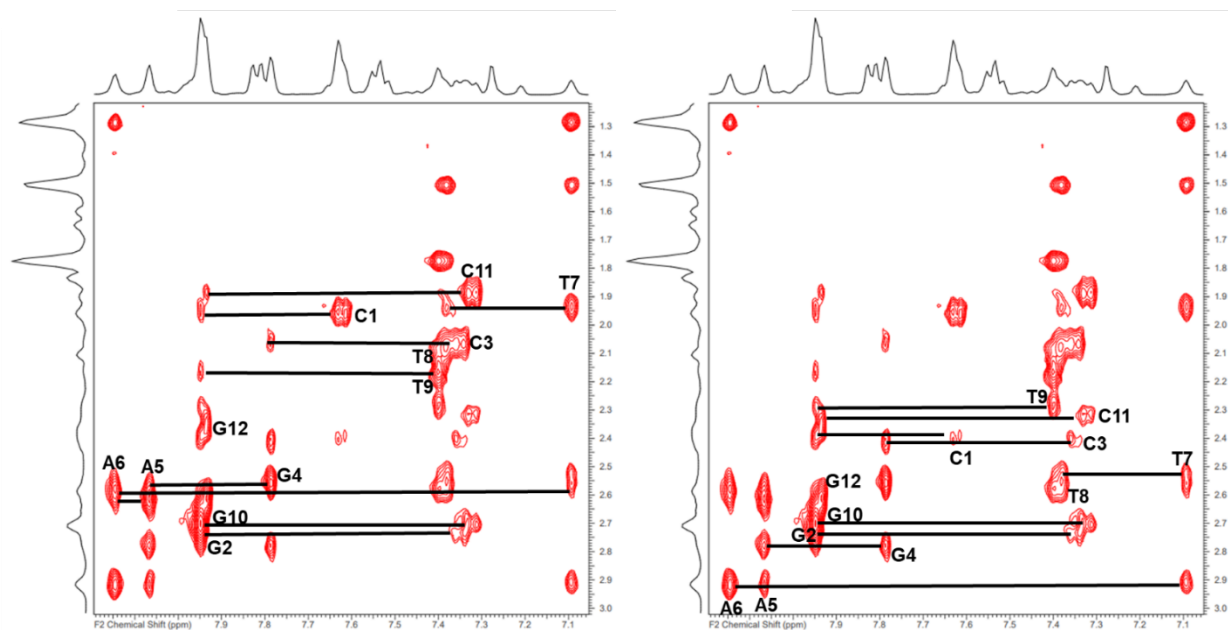 C11
T7
C1
C3
T8
T9
G12
A6
A5
G4
G10
G2
1.3
1.4
1.5
1.6
1.7
1.8
1.9
2.0
2.1
2.2
2.3
2.4
2.5
2.6
2.7
2.8
2.9
3.0
F2 Chemical Shift (ppm)
7.9
7.8
7.7
7.6
7.5
7.4
7.3
7.2
7.1
T9
C11
C1
C3
T7
G12
T8
G10
G2
G4
A6
A5
1.3
1.4
1.5
1.6
1.7
1.8
1.9
2.0
2.1
2.2
2.3
2.4
2.5
2.6
2.7
2.8
2.9
3.0
F2 Chemical Shift (ppm)
7.9
7.8
7.7
7.6
7.5
7.4
7.3
7.2
7.1